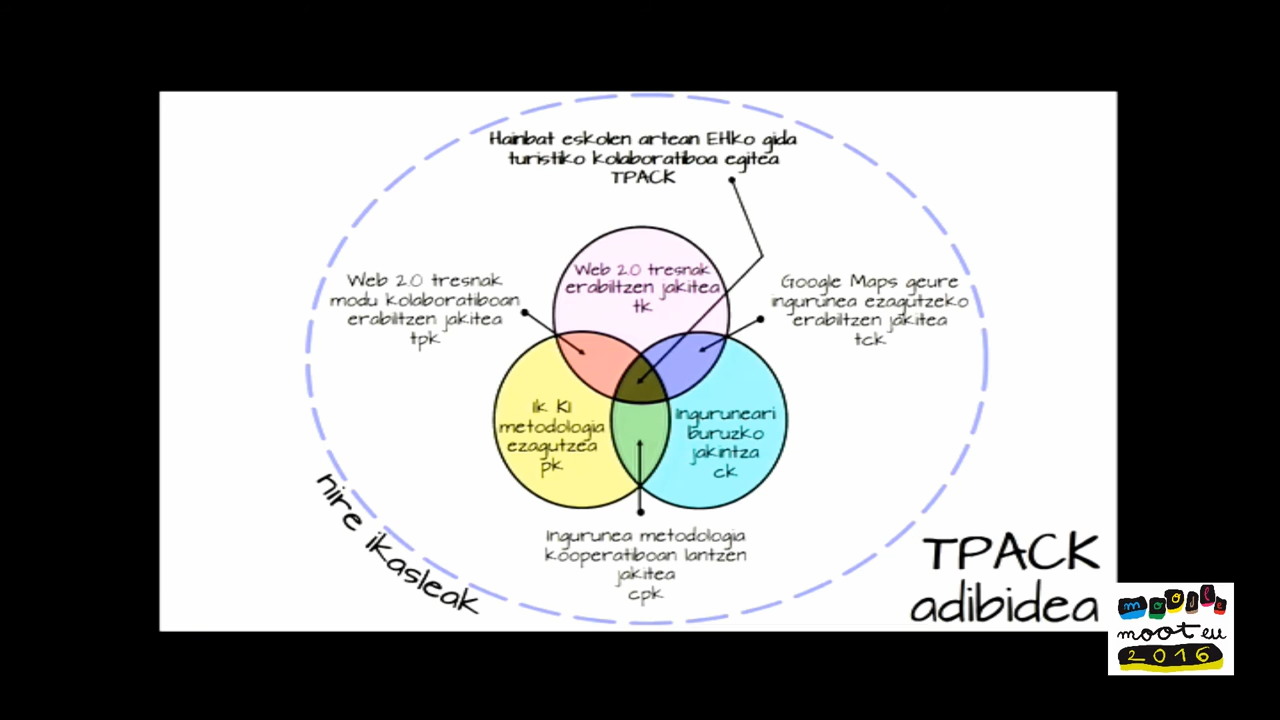 Hainbat eskolen artean EHko gida
turistiko kolaboratiboa egitea
TPACK
Web 2.0 tresnak
modu kolaboratiboan
erabiltzen jakitea
tpk
Web 2.0 tresnak
erabiltzen jakitea
tk
Google Maps geure
ingurunea ezagutzeko
erabiltzen jakitea
tck
Ik KI
metodologia
ezagutzea
pk
Inguruneari
buruzko
jakintza
ck
Ingurunea metodologia
kooperatiboan lantzen
jakitea
cpk
nire ikasleak
TPACK
adibidea
moodle
moot eu
2016